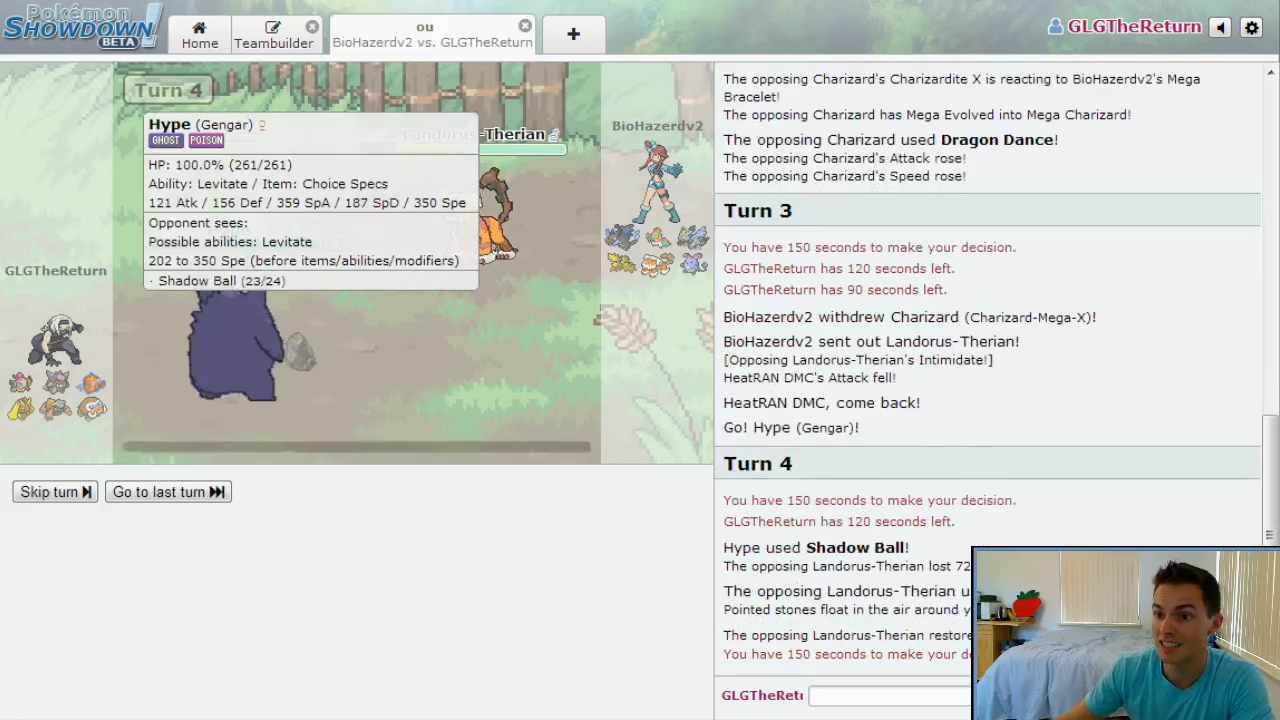 Pokémon
SHOWDOWN!
BETA
Home
Teambuilder
ou
BioHazerdv2 vs. GLGTheReturn
+
GLGTheReturn
Turn 4
Hype (Gengar) ♀
GHOST POISON
HP: 100.0% (261/261)
Ability: Levitate / Item: Choice Specs
121 Atk / 156 Def / 359 SpA / 187 SpD / 350 Spe
Opponent sees:
Possible abilities: Levitate
202 to 350 Spe (before items/abilities/modifiers)
· Shadow Ball (23/24)
Landorus-Therian
BioHazerdv2
GLGTheReturn
Skip turn
Go to last turn
The opposing Charizard's Charizardite X is reacting to BioHazerdv2's Mega
Bracelet!
The opposing Charizard has Mega Evolved into Mega Charizard!
The opposing Charizard used Dragon Dance!
The opposing Charizard's Attack rose!
The opposing Charizard's Speed rose!
Turn 3
You have 150 seconds to make your decision.
GLGTheReturn has 120 seconds left.
GLGTheReturn has 90 seconds left.
BioHazerdv2 withdrew Charizard (Charizard-Mega-X)!
BioHazerdv2 sent out Landorus-Therian!
[Opposing Landorus-Therian's Intimidate!]
HeatRAN DMC's Attack fell!
HeatRAN DMC, come back!
Go! Hype (Gengar)!
Turn 4
You have 150 seconds to make your decision.
GLGTheReturn has 120 seconds left.
Hype used Shadow Ball!
The opposing Landorus-Therian lost 72
The opposing Landorus-Therian u
Pointed stones float in the air around y
The opposing Landorus-Therian restore
You have 150 seconds to make your de
GLGTheRetu